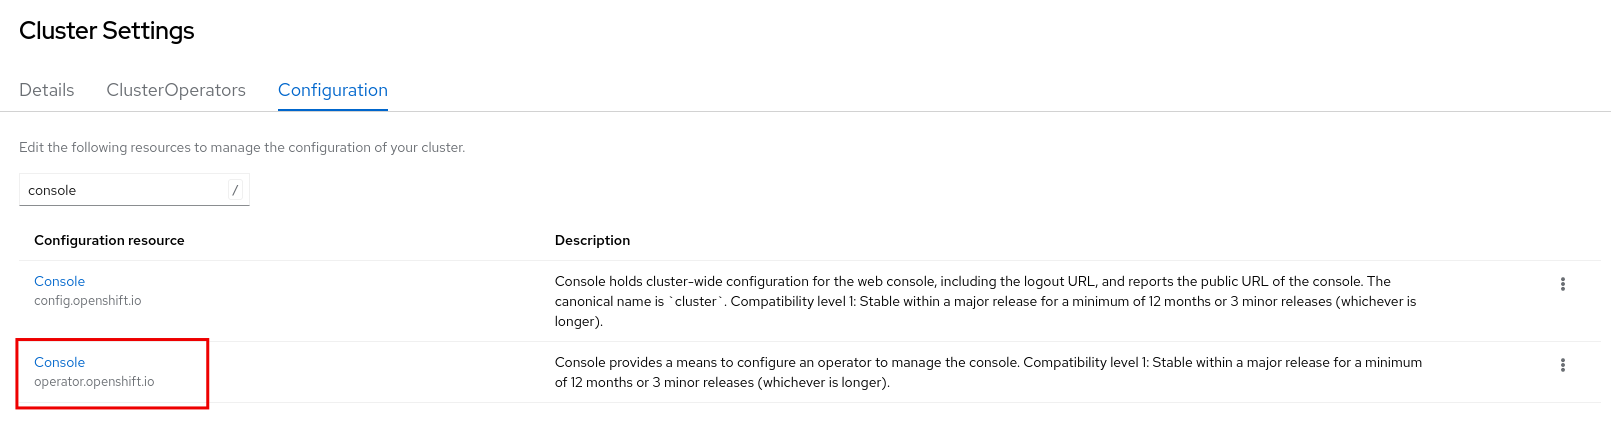 Cluster Settings
Details ClusterOperators Configuration
Edit the following resources to manage the configuration of your cluster.
console /
Configuration resource Description
Console
config.openshift.io
Console holds cluster-wide configuration for the web console, including the logout URL, and reports the public URL of the console. The
canonical name is `cluster`. Compatibility level 1: Stable within a major release for a minimum of 12 months or 3 minor releases (whichever is
longer).
Console
operator.openshift.io
Console provides a means to configure an operator to manage the console. Compatibility level 1: Stable within a major release for a minimum
of 12 months or 3 minor releases (whichever is longer).